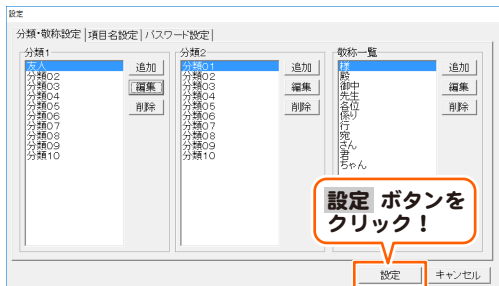 設定
分類・敬称設定 項目名設定 パスワード設定
分類1
友人
分類02
分類03
分類04
分類05
分類06
分類07
分類08
分類09
分類10
追加
編集
削除
分類2
分類01
分類02
分類03
分類04
分類05
分類06
分類07
分類08
分類09
分類10
追加
編集
削除
敬称一覧
様
殿
御中
先生
各位
係り
行
宛
さん
君
ちゃん
追加
編集
削除
設定 ボタンを
クリック！
設定
キャンセル